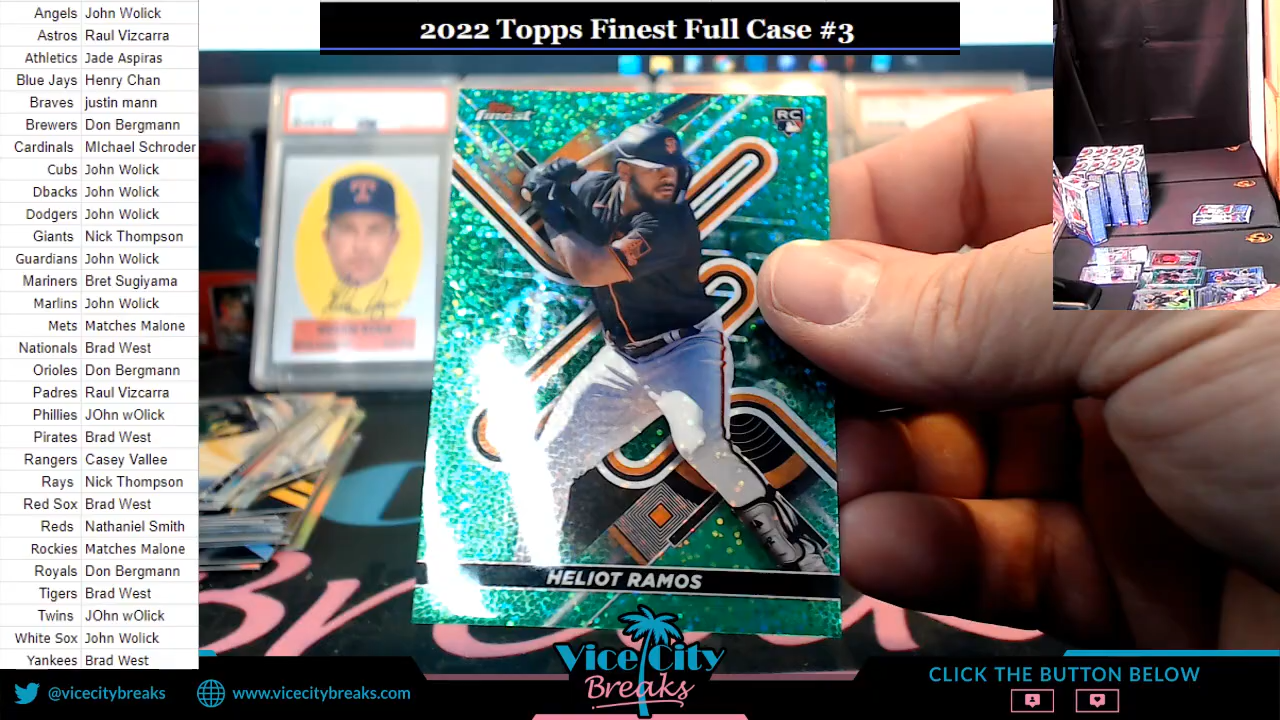 2022 Topps Finest Full Case #3
Angels John Wolick
Astros Raul Vizcarra
Athletics Jade Aspiras
Blue Jays Henry Chan
Braves justin mann
Brewers Don Bergmann
Cardinals MIchael Schroder
Cubs John Wolick
Dbacks John Wolick
Dodgers John Wolick
Giants Nick Thompson
Guardians John Wolick
Mariners Bret Sugiyama
Marlins John Wolick
Mets Matches Malone
Nationals Brad West
Orioles Don Bergmann
Padres Raul Vizcarra
Phillies JOhn wOlick
Pirates Brad West
Rangers Casey Vallee
Rays Nick Thompson
Red Sox Brad West
Reds Nathaniel Smith
Rockies Matches Malone
Royals Don Bergmann
Tigers Brad West
Twins JOhn wOlick
White Sox John Wolick
Yankees Brad West
Topps
finest
RC
T
HELIOT RAMOS
Vice City
Breaks
@vicecitybreaks
www.vicecitybreaks.com
CLICK THE BUTTON BELOW